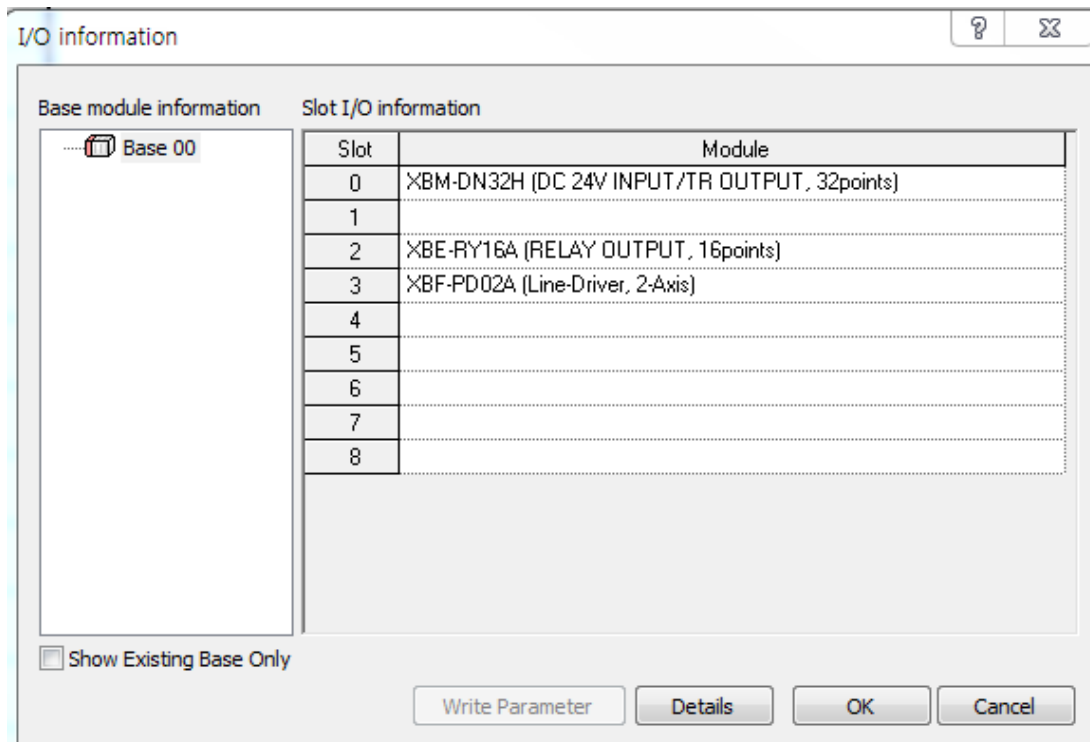 I/O information
Base module information
Slot I/O information
Base 00
Slot Module
0 XBM-DN32H (DC 24V INPUT/TR OUTPUT, 32points)
1
2 XBE-RY16A (RELAY OUTPUT, 16points)
3 XBF-PD02A (Line-Driver, 2-Axis)
4
5
6
7
8
Show Existing Base Only
Write Parameter Details OK Cancel